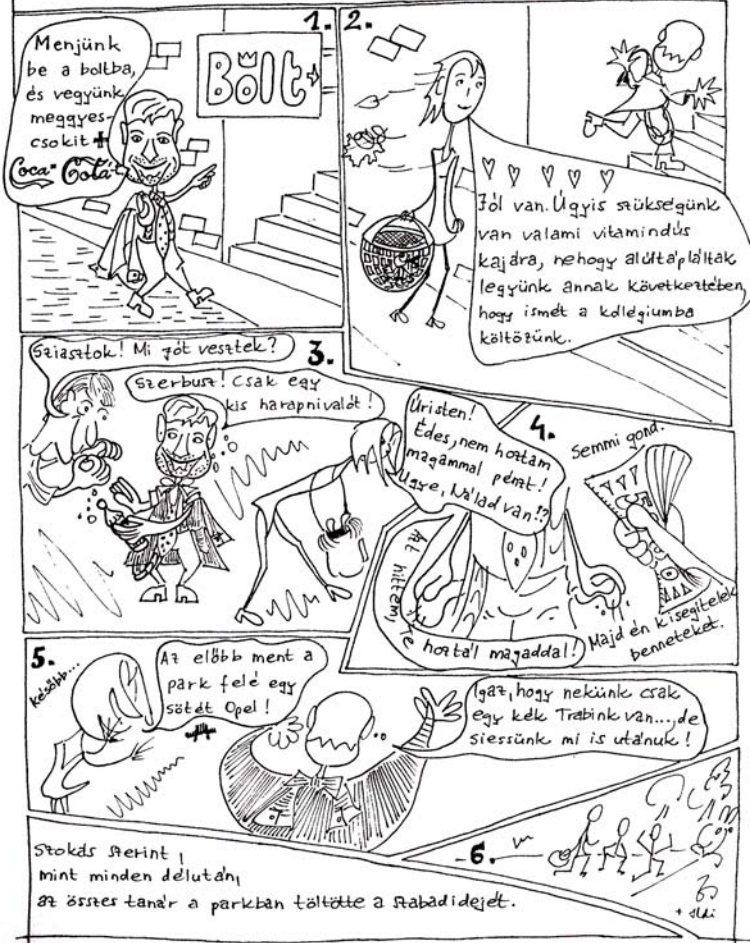 1.
Menjünk
be a boltba,
és vegyünk
meggyes-
csokit +
Coca-Colá-
Bolt
2.
Jól van. Úgyis szükségünk
van valami vitamindús
kajára, nehogy alúltápláltak
legyünk annak következtében,
hogy ismét a kollégiumba
költözünk.
3.
Sziasztok! Mi jót vesztek?
Szerbusz! Csak egy
kis harapnivalót!
4.
Úristen!
Édes, nem hoztam
magammal pénzt!
Ugye, Nálad van!?
Azt hittem, Te hoztál magaddal!
Semmi gond.
Majd én kisegítelek
benneteket.
5.
később...
Az előbb ment a
park felé egy
sötét Opel!
Igaz, hogy nekünk csak
egy kék Trabink van..., de
siessünk mi is utánuk!
6.
Szokás szerint,
mint minden délután,
az összes tanár a parkban töltötte a szabadidejét.